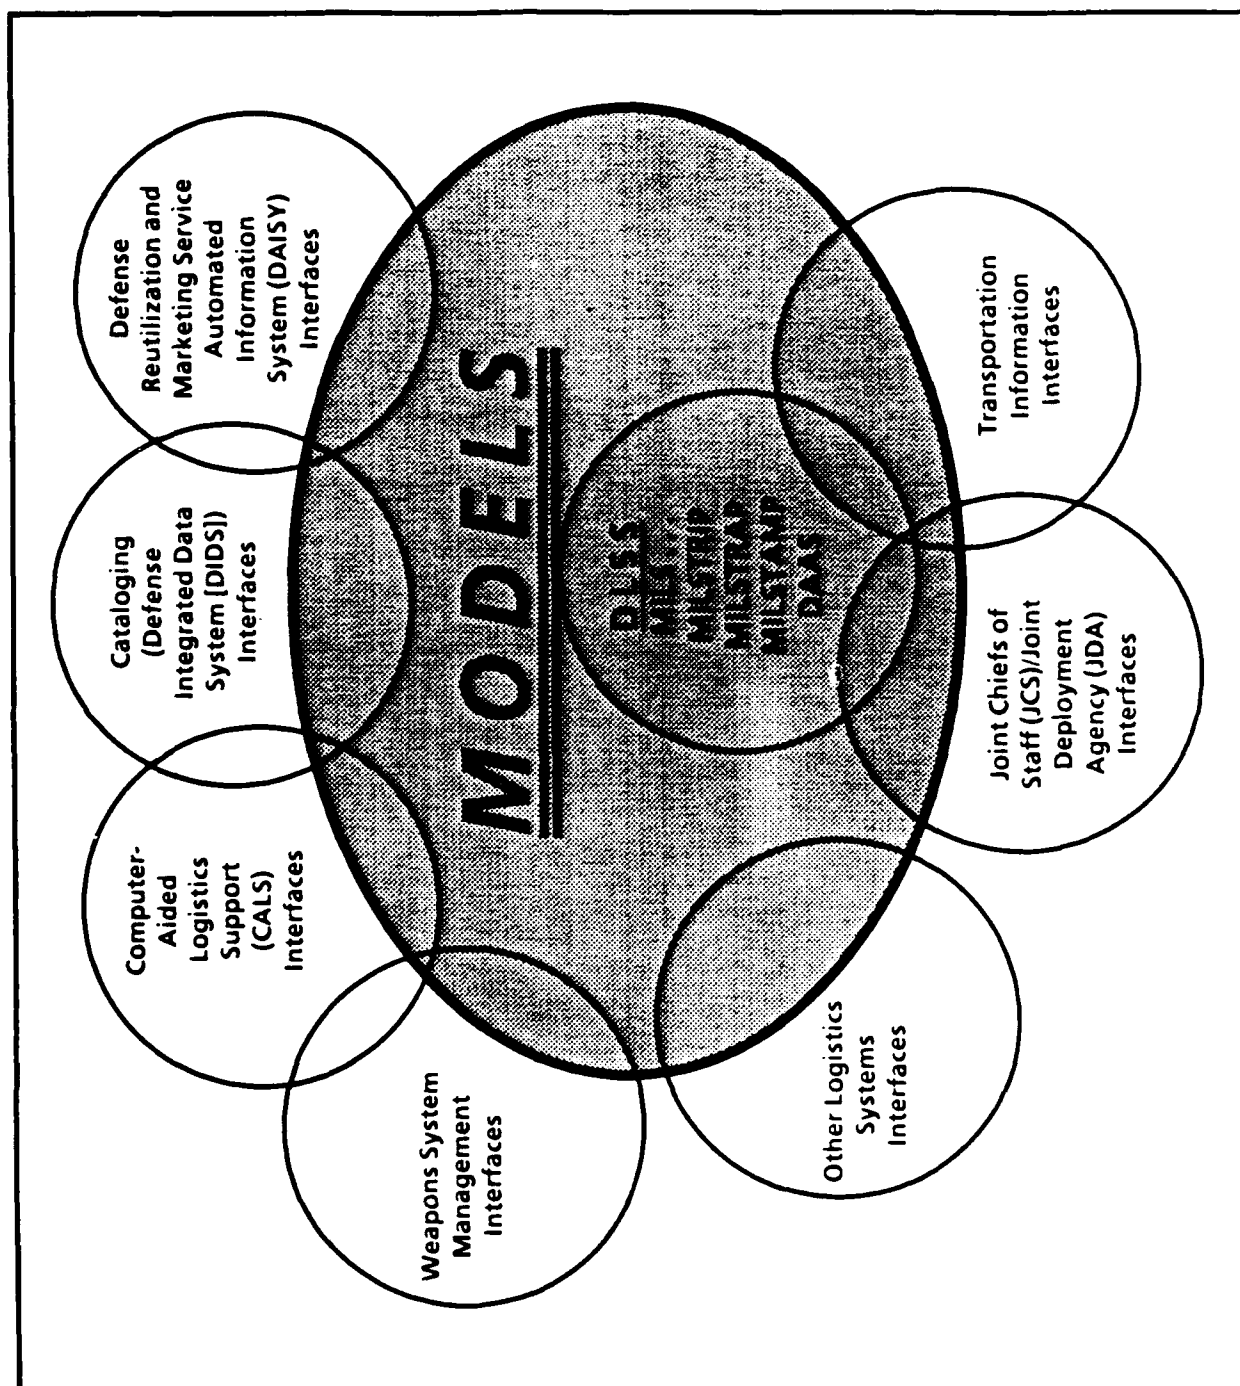 Weapons System
Management
Interfaces
Computer-
Aided
Logistics
Support
(CALS)
Interfaces
Cataloging
(Defense
Integrated Data
System [DIDS])
Interfaces
Defense
Reutilization and
Marketing Service
Automated
Information
System (DAISY)
Interfaces
MODELS
DLSS
MILS . . .
MILSTRIP
MILSTRAP
MILSTAMP
DAAS
Other Logistics
Systems
Interfaces
Joint Chiefs of
Staff (JCS)/Joint
Deployment
Agency (JDA)
Interfaces
Transportation
Information
Interfaces